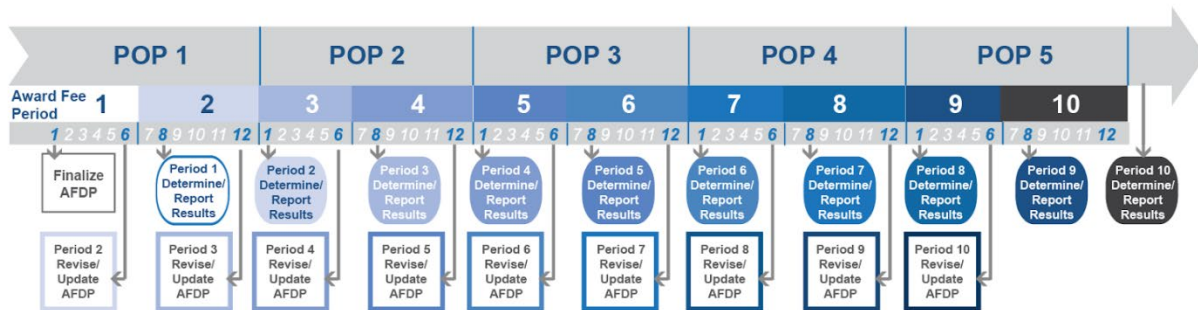 POP 1 POP 2 POP 3 POP 4 POP 5
Award Fee
Period 1 2 3 4 5 6 7 8 9 10
1 2 3 4 5 6 7 8 9 10 11 12 1 2 3 4 5 6 7 8 9 10 11 12 1 2 3 4 5 6 7 8 9 10 11 12 1 2 3 4 5 6 7 8 9 10 11 12 1 2 3 4 5 6 7 8 9 10 11 12
Finalize
AFDP
Period 1
Determine/
Report
Results
Period 2
Determine/
Report
Results
Period 3
Determine/
Report
Results
Period 4
Determine/
Report
Results
Period 5
Determine/
Report
Results
Period 6
Determine/
Report
Results
Period 7
Determine/
Report
Results
Period 8
Determine/
Report
Results
Period 9
Determine/
Report
Results
Period 10
Determine/
Report
Results
Period 2
Revise/
Update
AFDP
Period 3
Revise/
Update
AFDP
Period 4
Revise/
Update
AFDP
Period 5
Revise/
Update
AFDP
Period 6
Revise/
Update
AFDP
Period 7
Revise/
Update
AFDP
Period 8
Revise/
Update
AFDP
Period 9
Revise/
Update
AFDP
Period 10
Revise/
Update
AFDP